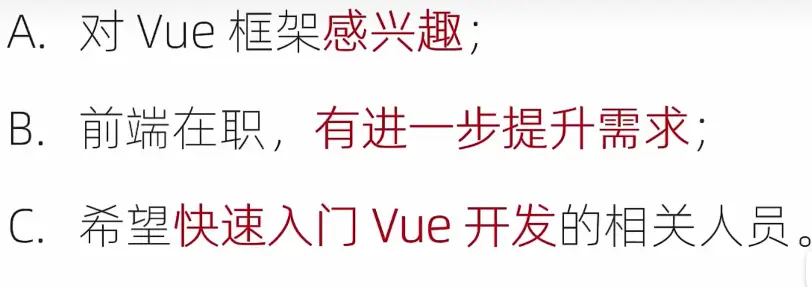 A. 对 Vue 框架感兴趣；
B. 前端在职，有进一步提升需求；
C. 希望快速入门 Vue 开发的相关人员。